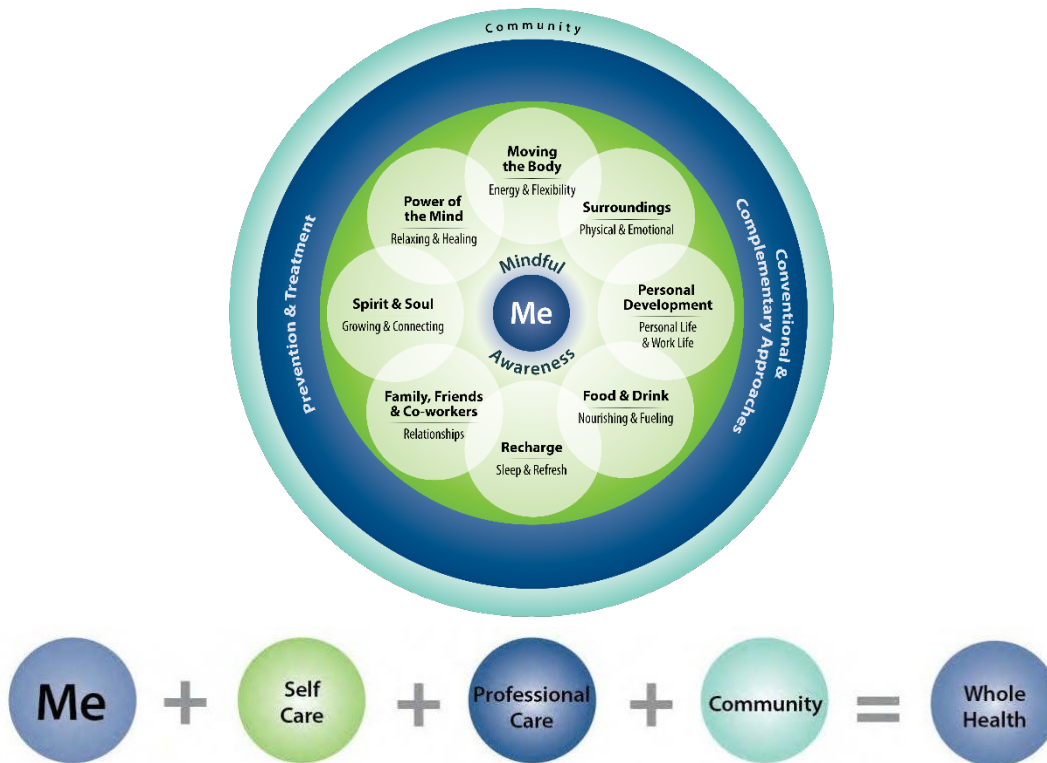 Community
Moving
the Body
Energy & Flexibility
Surroundings
Physical & Emotional
Personal
Development
Personal Life
& Work Life
Food & Drink
Nourishing & Fueling
Recharge
Sleep & Refresh
Family, Friends
& Co-workers
Relationships
Spirit & Soul
Growing & Connecting
Power of
the Mind
Relaxing & Healing
Mindful
Me
Awareness
Prevention & Treatment
Conventional &
Complementary Approaches
Me
+
Self
Care
+
Professional
Care
+
Community
=
Whole
Health